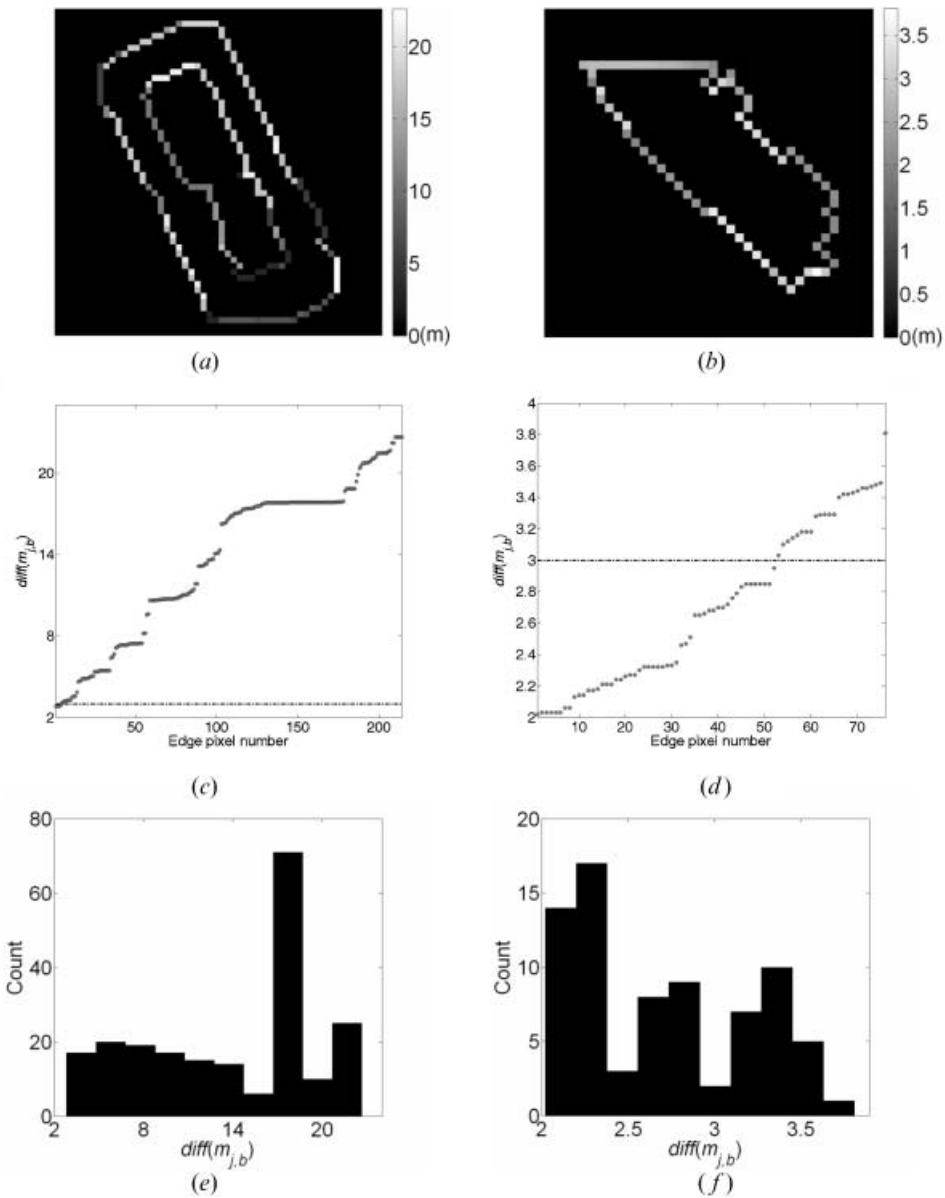 20
15
10
5
0(m)
(a)
3.5
3
2.5
2
1.5
1
0.5
0(m)
(b)
diff(m_{j,b})
20
14
8
2
50 100 150 200
Edge pixel number
(c)
diff(m_{j,b})
4
3.8
3.6
3.4
3.2
3
2.8
2.6
2.4
2.2
2
10 20 30 40 50 60 70
Edge pixel number
(d)
Count
80
60
40
20
0
2 8 14 20
diff(m_{j,b})
(e)
Count
20
15
10
5
0
2 2.5 3 3.5
diff(m_{j,b})
(f)